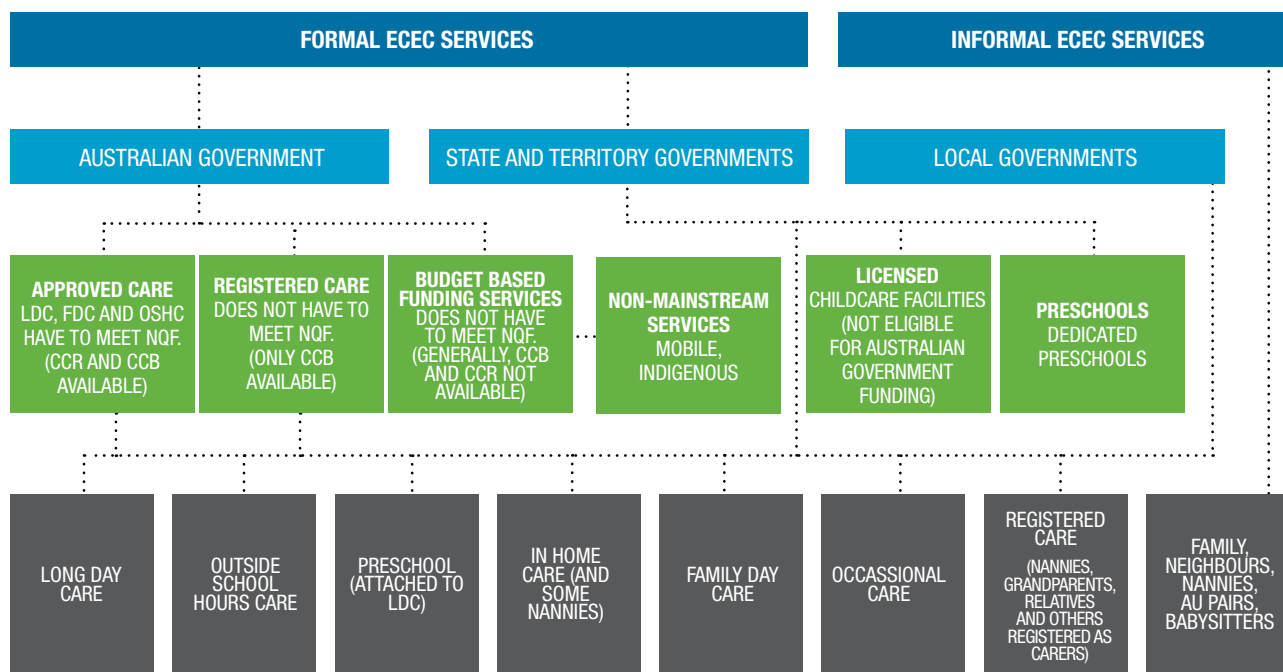 FORMAL ECEC SERVICES
INFORMAL ECEC SERVICES
AUSTRALIAN GOVERNMENT
STATE AND TERRITORY GOVERNMENTS
LOCAL GOVERNMENTS
APPROVED CARE
LDC, FDC AND OSHC
HAVE TO MEET NQF.
(CCR AND CCB
AVAILABLE)
REGISTERED CARE
DOES NOT HAVE TO
MEET NQF.
(ONLY CCB
AVAILABLE)
BUDGET BASED
FUNDING SERVICES
DOES NOT HAVE
TO MEET NQF.
(GENERALLY, CCB
AND CCR NOT
AVAILABLE)
NON-MAINSTREAM
SERVICES
MOBILE,
INDIGENOUS
LICENSED
CHILDCARE FACILITIES
(NOT ELIGIBLE
FOR AUSTRALIAN
GOVERNMENT
FUNDING)
PRESCHOOLS
DEDICATED
PRESCHOOLS
LONG DAY
CARE
OUTSIDE
SCHOOL
HOURS CARE
PRESCHOOL
(ATTACHED TO
LDC)
IN HOME
CARE (AND
SOME
NANNIES)
FAMILY DAY
CARE
OCCASSIONAL
CARE
REGISTERED
CARE
(NANNIES,
GRANDPARENTS,
RELATIVES
AND OTHERS
REGISTERED AS
CARERS)
FAMILY,
NEIGHBOURS,
NANNIES,
AU PAIRS,
BABYSITTERS